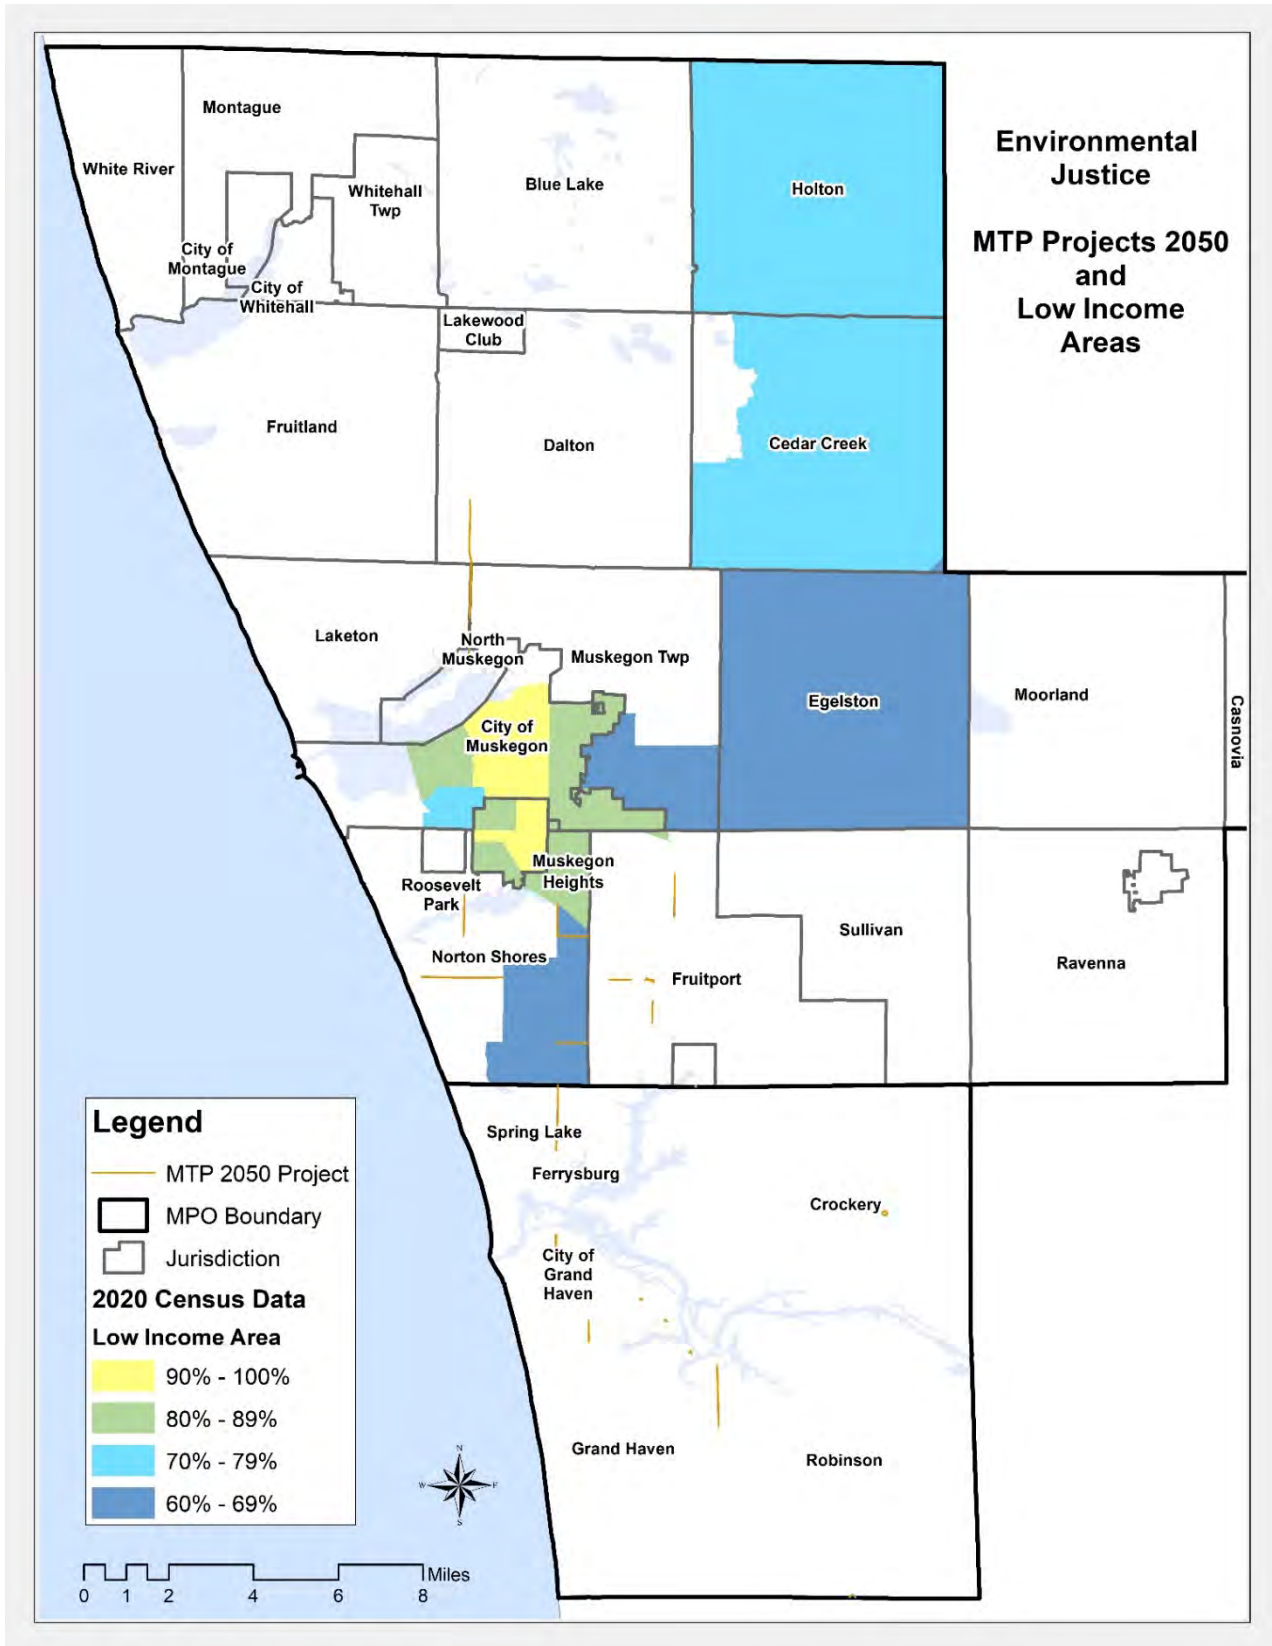 Environmental
Justice
MTP Projects 2050
and
Low Income
Areas
Montague
White River
Whitehall
Twp
Blue Lake
Holton
City of
Montague
City of
Whitehall
Lakewood
Club
Fruitland
Dalton
Cedar Creek
Laketon
North
Muskegon
Muskegon Twp
Egelston
Moorland
Casnovia
City of
Muskegon
Muskegon
Heights
Roosevelt
Park
Norton Shores
Fruitport
Sullivan
Ravenna
Spring Lake
Ferrysburg
Crockery
City of
Grand
Haven
Grand Haven
Robinson
Legend
MTP 2050 Project
MPO Boundary
Jurisdiction
2020 Census Data
Low Income Area
90% - 100%
80% - 89%
70% - 79%
60% - 69%
N
W
E
S
Miles
0 1 2 4 6 8